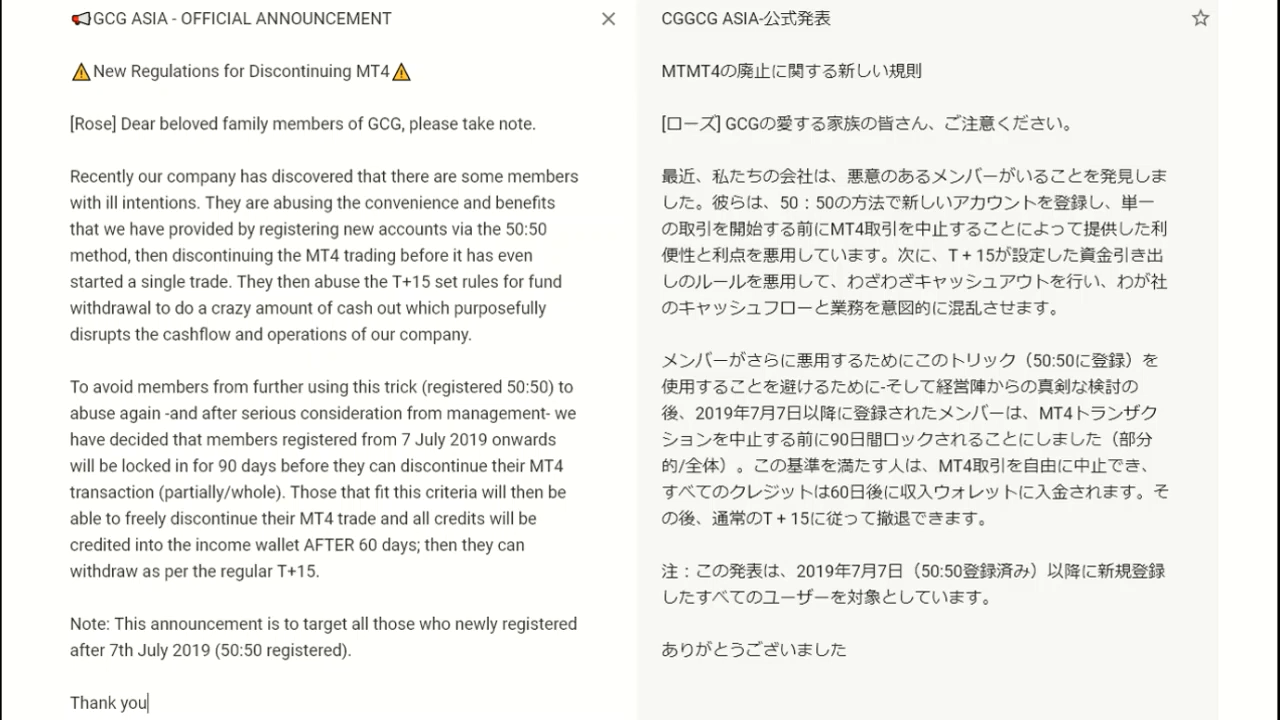 📢GCG ASIA - OFFICIAL ANNOUNCEMENT
⚠️New Regulations for Discontinuing MT4⚠️
[Rose] Dear beloved family members of GCG, please take note.
Recently our company has discovered that there are some members
with ill intentions. They are abusing the convenience and benefits
that we have provided by registering new accounts via the 50:50
method, then discontinuing the MT4 trading before it has even
started a single trade. They then abuse the T+15 set rules for fund
withdrawal to do a crazy amount of cash out which purposefully
disrupts the cashflow and operations of our company.
To avoid members from further using this trick (registered 50:50) to
abuse again -and after serious consideration from management- we
have decided that members registered from 7 July 2019 onwards
will be locked in for 90 days before they can discontinue their MT4
transaction (partially/whole). Those that fit this criteria will then be
able to freely discontinue their MT4 trade and all credits will be
credited into the income wallet AFTER 60 days; then they can
withdraw as per the regular T+15.
Note: This announcement is to target all those who newly registered
after 7th July 2019 (50:50 registered).
Thank you
CGGCG ASIA-公式発表
MTMT4の廃止に関する新しい規則
[ローズ] GCGの愛する家族の皆さん、ご注意ください。
最近、私たちの会社は、悪意のあるメンバーがいることを発見しま
した。彼らは、50：50の方法で新しいアカウントを登録し、単一
の取引を開始する前にMT4取引を中止することによって提供した利
便性と利点を悪用しています。次に、T + 15が設定した資金引き出
しのルールを悪用して、わざわざキャッシュアウトを行い、わが社
のキャッシュフローと業務を意図的に混乱させます。
メンバーがさらに悪用するためにこのトリック（50:50に登録）を
使用することを避けるために-そして経営陣からの真剣な検討の
後、2019年7月7日以降に登録されたメンバーは、MT4トランザク
ションを中止する前に90日間ロックされることにしました（部分
的/全体）。この基準を満たす人は、MT4取引を自由に中止でき、
すべてのクレジットは60日後に収入ウォレットに入金されます。そ
の後、通常のT + 15に従って撤退できます。
注：この発表は、2019年7月7日（50:50登録済み）以降に新規登録
したすべてのユーザーを対象としています。
ありがとうございました